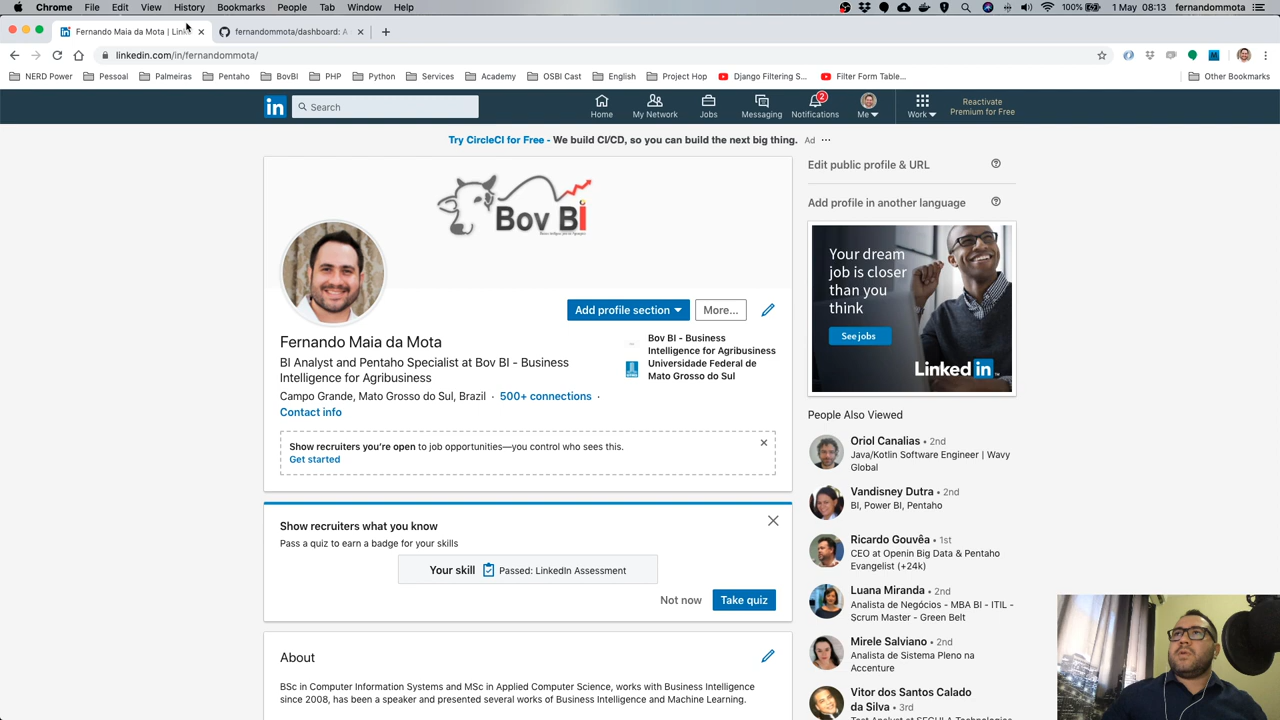 Chrome File Edit View History Bookmarks People Tab Window Help 100% 1 May 08:13 fernandommota
Fernando Maia da Mota | Linke
fernandommota/dashboard: A
linkedin.com/in/fernandommota/
NERD Power Pessoal Palmeiras Pentaho BovBI PHP Python Services Academy OSBI Cast English Project Hop Django Filtering S... Filter Form Table... Other Bookmarks
in Search Home My Network Jobs Messaging 2 Notifications Me Work Reactivate
Premium for Free
Try CircleCI for Free - We build CI/CD, so you can build the next big thing. Ad ...
Bov BI
Add profile section More...
Fernando Maia da Mota
BI Analyst and Pentaho Specialist at Bov BI - Business
Intelligence for Agribusiness
Campo Grande, Mato Grosso do Sul, Brazil · 500+ connections ·
Contact info
Bov BI - Business
Intelligence for Agribusiness
Universidade Federal de
Mato Grosso do Sul
Show recruiters you're open to job opportunities—you control who sees this.
Get started
Show recruiters what you know
Pass a quiz to earn a badge for your skills
Your skill Passed: LinkedIn Assessment
Not now Take quiz
About
BSc in Computer Information Systems and MSc in Applied Computer Science, works with Business Intelligence
since 2008, has been a speaker and presented several works of Business Intelligence and Machine Learning.
Edit public profile & URL
Add profile in another language
Your dream
job is closer
than you
think
See jobs
Linked in
People Also Viewed
Oriol Canalias • 2nd
Java/Kotlin Software Engineer | Wavy
Global
Vandisney Dutra • 2nd
BI, Power BI, Pentaho
Ricardo Gouvêa • 1st
CEO at Openin Big Data & Pentaho
Evangelist (+24k)
Luana Miranda • 2nd
Analista de Negócios - MBA BI - ITIL -
Scrum Master - Green Belt
Mirele Salviano • 2nd
Analista de Sistema Pleno na
Accenture
Vitor dos Santos Calado
da Silva • 3rd